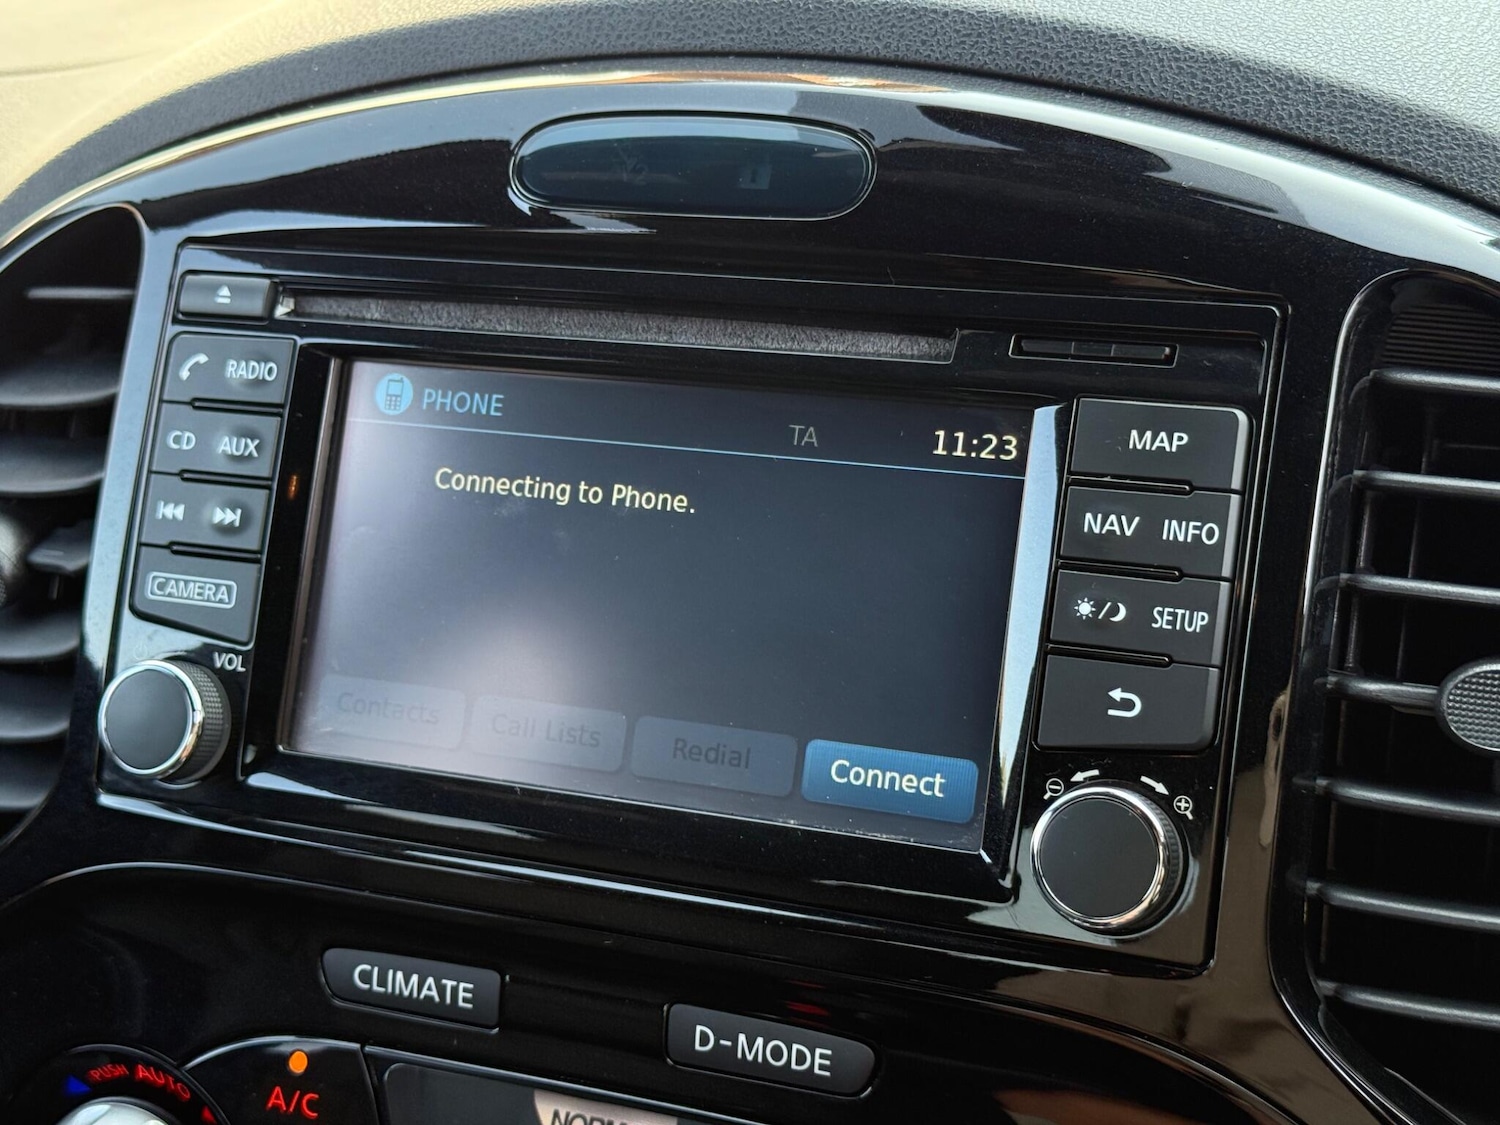 RADIO
CD AUX
CAMERA
VOL
PHONE
TA
11:23
Connecting to Phone.
Contacts
Call Lists
Redial
Connect
MAP
NAV INFO
SETUP
CLIMATE
D-MODE
PUSH AUTO
A/C